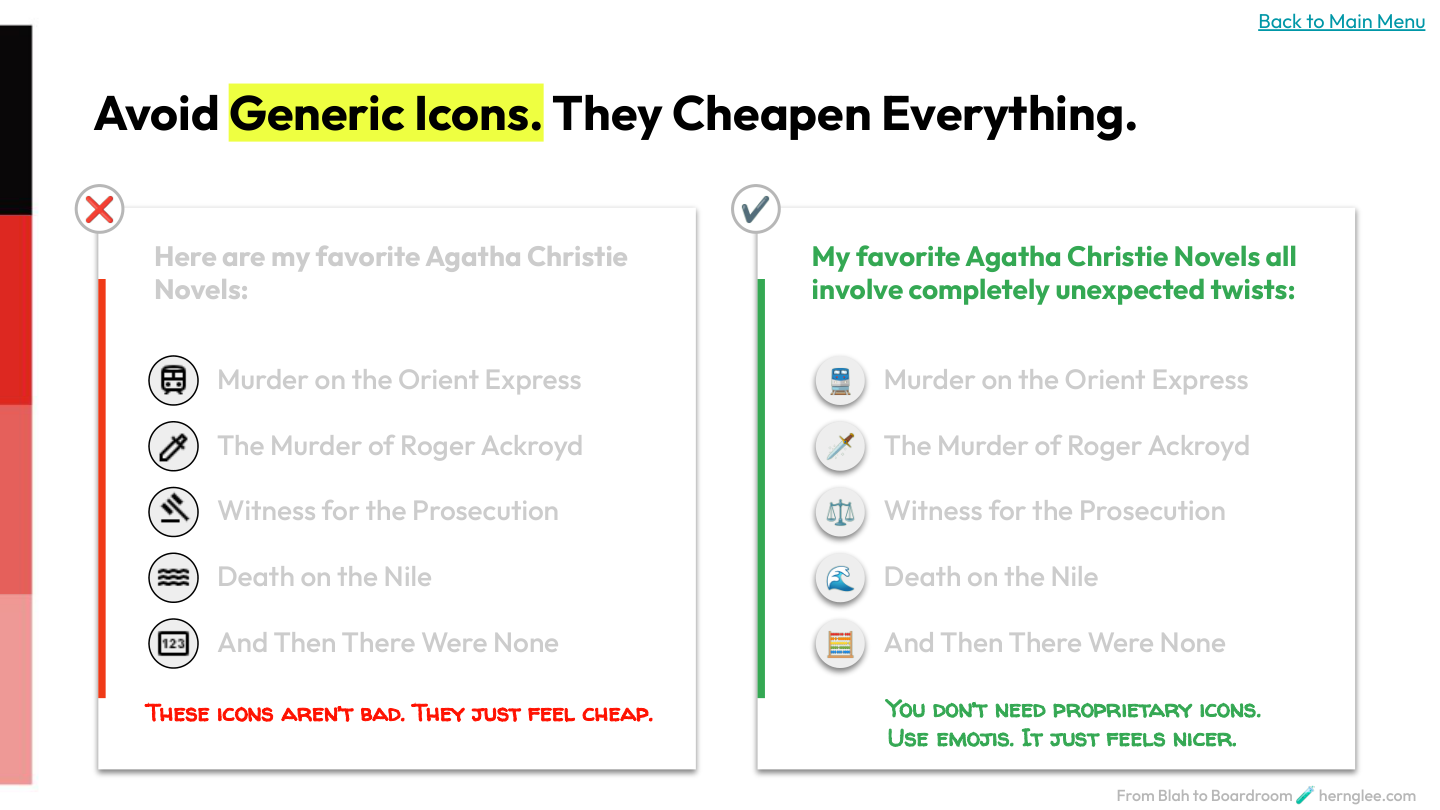 Back to Main Menu
Avoid Generic Icons. They Cheapen Everything.
Here are my favorite Agatha Christie
Novels:
Murder on the Orient Express
The Murder of Roger Ackroyd
Witness for the Prosecution
Death on the Nile
123
And Then There Were None
These icons aren't bad. They just feel cheap.
My favorite Agatha Christie Novels all
involve completely unexpected twists:
Murder on the Orient Express
The Murder of Roger Ackroyd
Witness for the Prosecution
Death on the Nile
And Then There Were None
You don't need proprietary icons.
Use emojis. It just feels nicer.
From Blah to Boardroom 🧪 hernglee.com